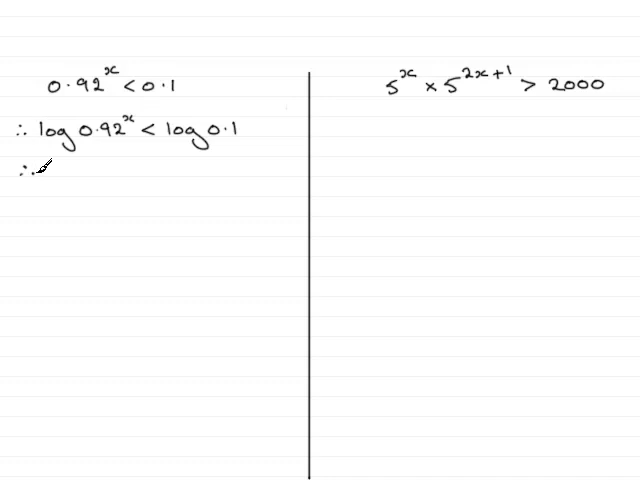 0.92^x < 0.1
∴ log 0.92^x < log 0.1
∴
5^x × 5^(2x+1) > 2000